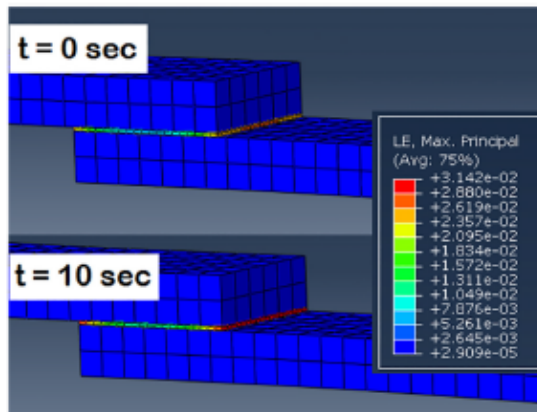 t = 0 sec
LE, Max. Principal
(Avg: 75%)
+3.142e-02
+2.880e-02
+2.619e-02
+2.357e-02
+2.095e-02
+1.834e-02
+1.572e-02
+1.311e-02
+1.049e-02
+7.876e-03
+5.261e-03
+2.645e-03
+2.909e-05
t = 10 sec